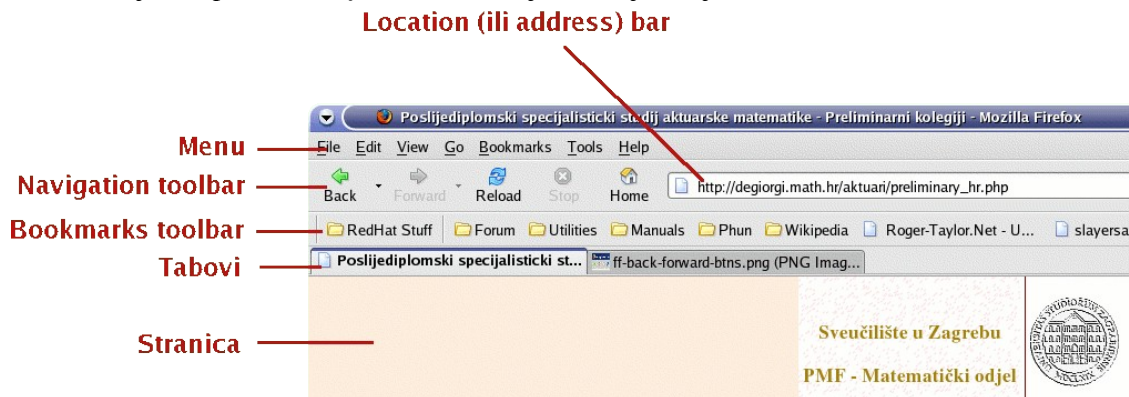 Location (ili address) bar
Poslijediplomski specijalisticki studij aktuarske matematike - Preliminarni kolegiji - Mozilla Firefox
Menu
File Edit View Go Bookmarks Tools Help
Navigation toolbar
Back Forward Reload Stop Home http://degiorgi.math.hr/aktuari/preliminary_hr.php
Bookmarks toolbar
RedHat Stuff Forum Utilities Manuals Phun Wikipedia Roger-Taylor.Net - U... slayersa
Tabovi
Poslijediplomski specijalisticki st... ff-back-forward-btns.png (PNG Imag...
Stranica
Sveučilište u Zagrebu
PMF - Matematički odjel